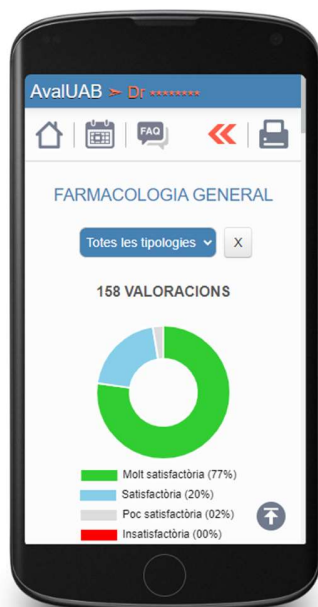 AvalUAB ➣ Dr ********
FAQ
FARMACOLOGIA GENERAL
Totes les tipologies
X
158 VALORACIONS
Molt satisfactòria (77%)
Satisfactòria (20%)
Poc satisfactòria (02%)
Insatisfactòria (00%)